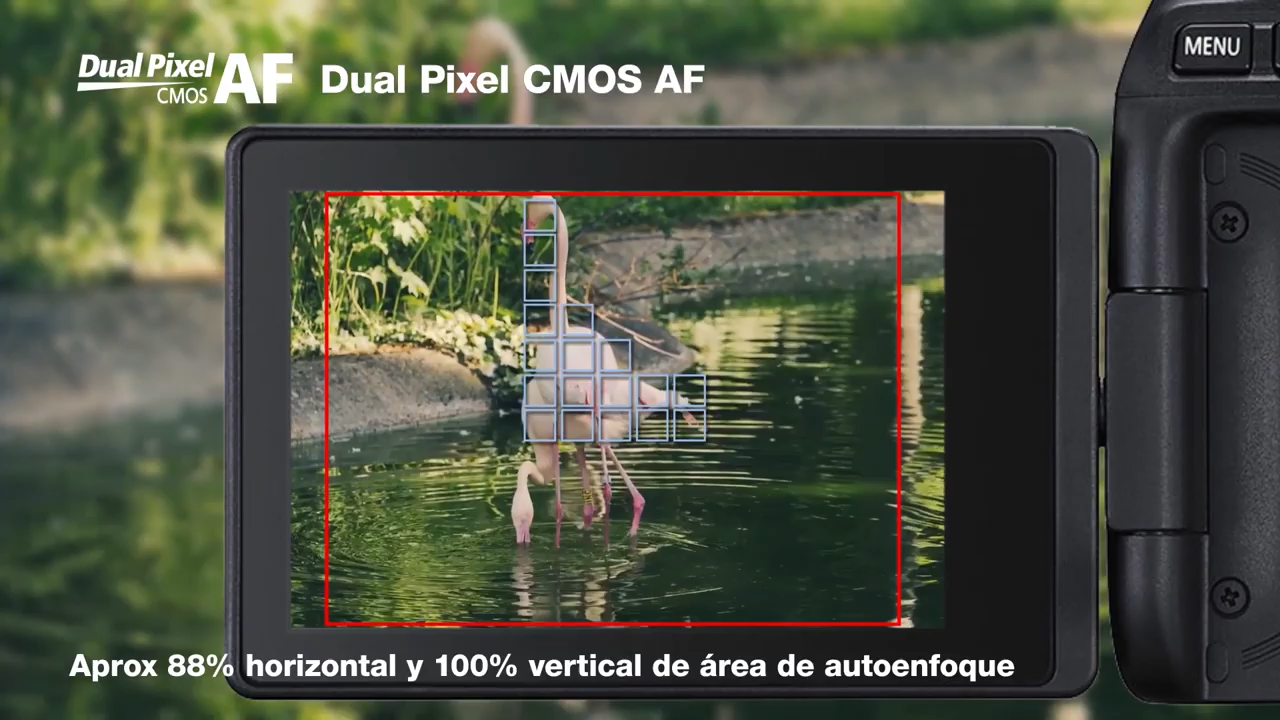 Dual Pixel
CMOS AF
Dual Pixel CMOS AF
MENU
Aprox 88% horizontal y 100% vertical de área de autoenfoque